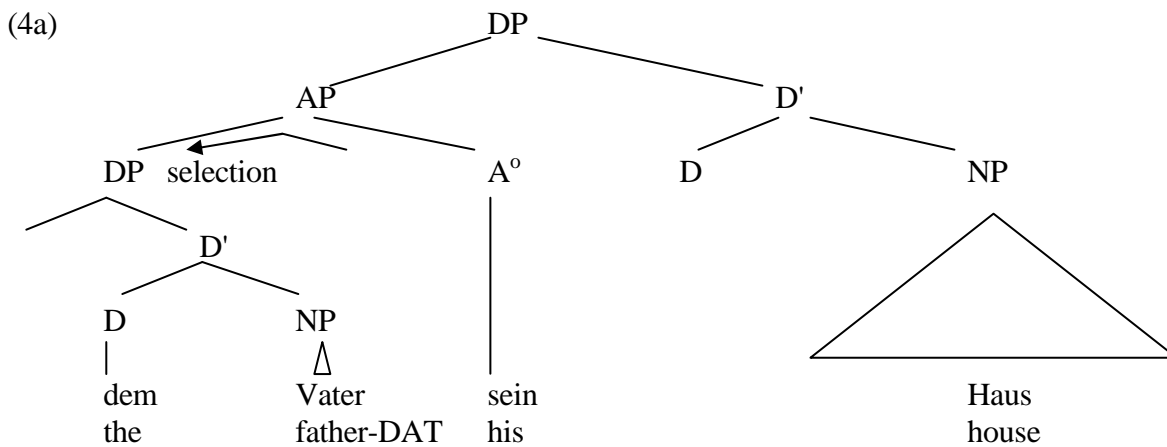 (4a) DP
AP D'
DP selection A° D NP
D'
D NP
dem Vater sein Haus
the father-DAT his house